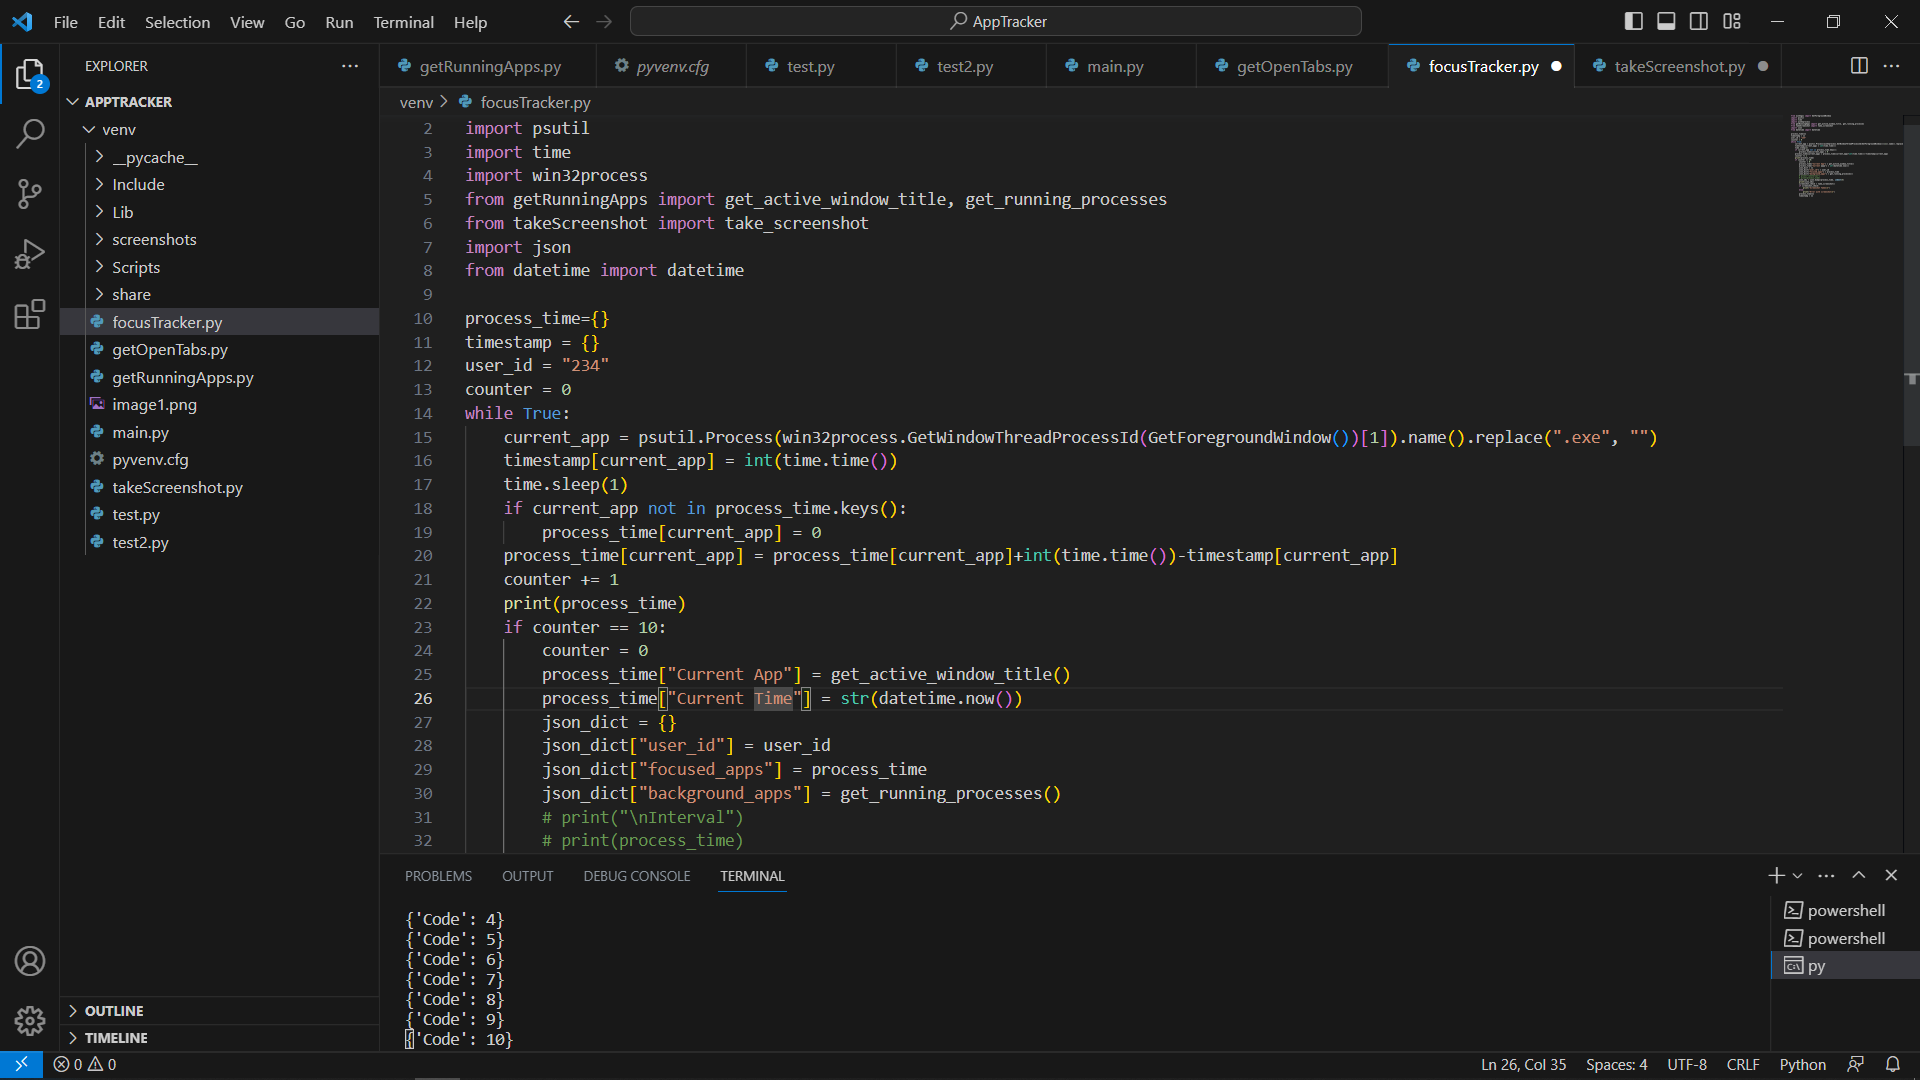 File Edit Selection View Go Run Terminal Help
AppTracker
EXPLORER
2
APPTRACKER
venv
__pycache__
Include
Lib
screenshots
Scripts
share
focusTracker.py
getOpenTabs.py
getRunningApps.py
image1.png
main.py
pyvenv.cfg
takeScreenshot.py
test.py
test2.py
OUTLINE
TIMELINE
getRunningApps.py pyvenv.cfg test.py test2.py main.py getOpenTabs.py focusTracker.py takeScreenshot.py
venv > focusTracker.py
2 import psutil
3 import time
4 import win32process
5 from getRunningApps import get_active_window_title, get_running_processes
6 from takeScreenshot import take_screenshot
7 import json
8 from datetime import datetime
9
10 process_time={}
11 timestamp = {}
12 user_id = "234"
13 counter = 0
14 while True:
15 current_app = psutil.Process(win32process.GetWindowThreadProcessId(GetForegroundWindow())[1]).name().replace(".exe", "")
16 timestamp[current_app] = int(time.time())
17 time.sleep(1)
18 if current_app not in process_time.keys():
19 process_time[current_app] = 0
20 process_time[current_app] = process_time[current_app]+int(time.time())-timestamp[current_app]
21 counter += 1
22 print(process_time)
23 if counter == 10:
24 counter = 0
25 process_time["Current App"] = get_active_window_title()
26 process_time["Current Time"] = str(datetime.now())
27 json_dict = {}
28 json_dict["user_id"] = user_id
29 json_dict["focused_apps"] = process_time
30 json_dict["background_apps"] = get_running_processes()
31 # print("\nInterval")
32 # print(process_time)
PROBLEMS OUTPUT DEBUG CONSOLE TERMINAL
{'Code': 4}
{'Code': 5}
{'Code': 6}
{'Code': 7}
{'Code': 8}
{'Code': 9}
{'Code': 10}
powershell
powershell
py
0 0
Ln 26, Col 35 Spaces: 4 UTF-8 CRLF Python